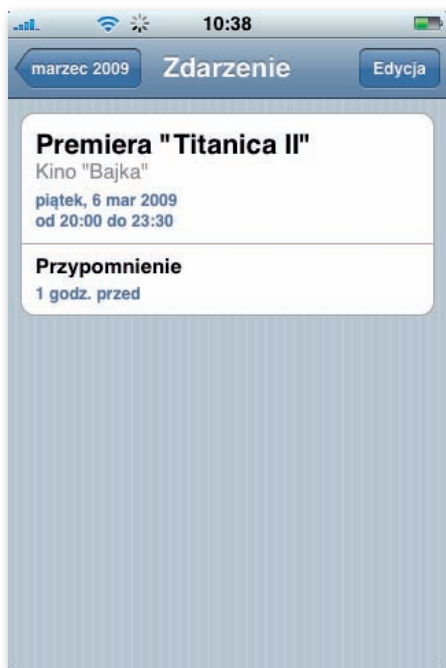 10:38
marzec 2009
Zdarzenie
Edycja
Premiera "Titanica II"
Kino "Bajka"
piątek, 6 mar 2009
od 20:00 do 23:30
Przypomnienie
1 godz. przed